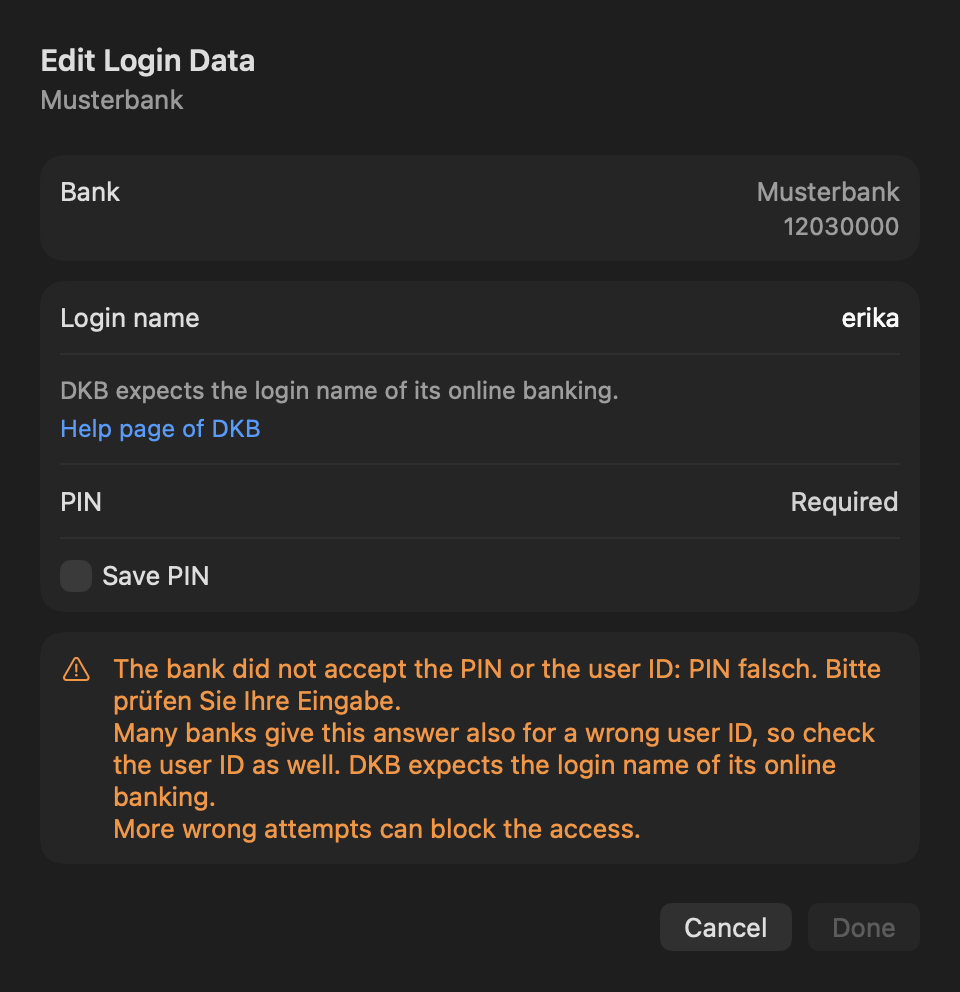 Edit Login Data
Musterbank
Bank
Musterbank
12030000
Login name
erika
DKB expects the login name of its online banking.
Help page of DKB
PIN
Required
Save PIN
The bank did not accept the PIN or the user ID: PIN falsch. Bitte
prüfen Sie Ihre Eingabe.
Many banks give this answer also for a wrong user ID, so check
the user ID as well. DKB expects the login name of its online
banking.
More wrong attempts can block the access.
Cancel
Done